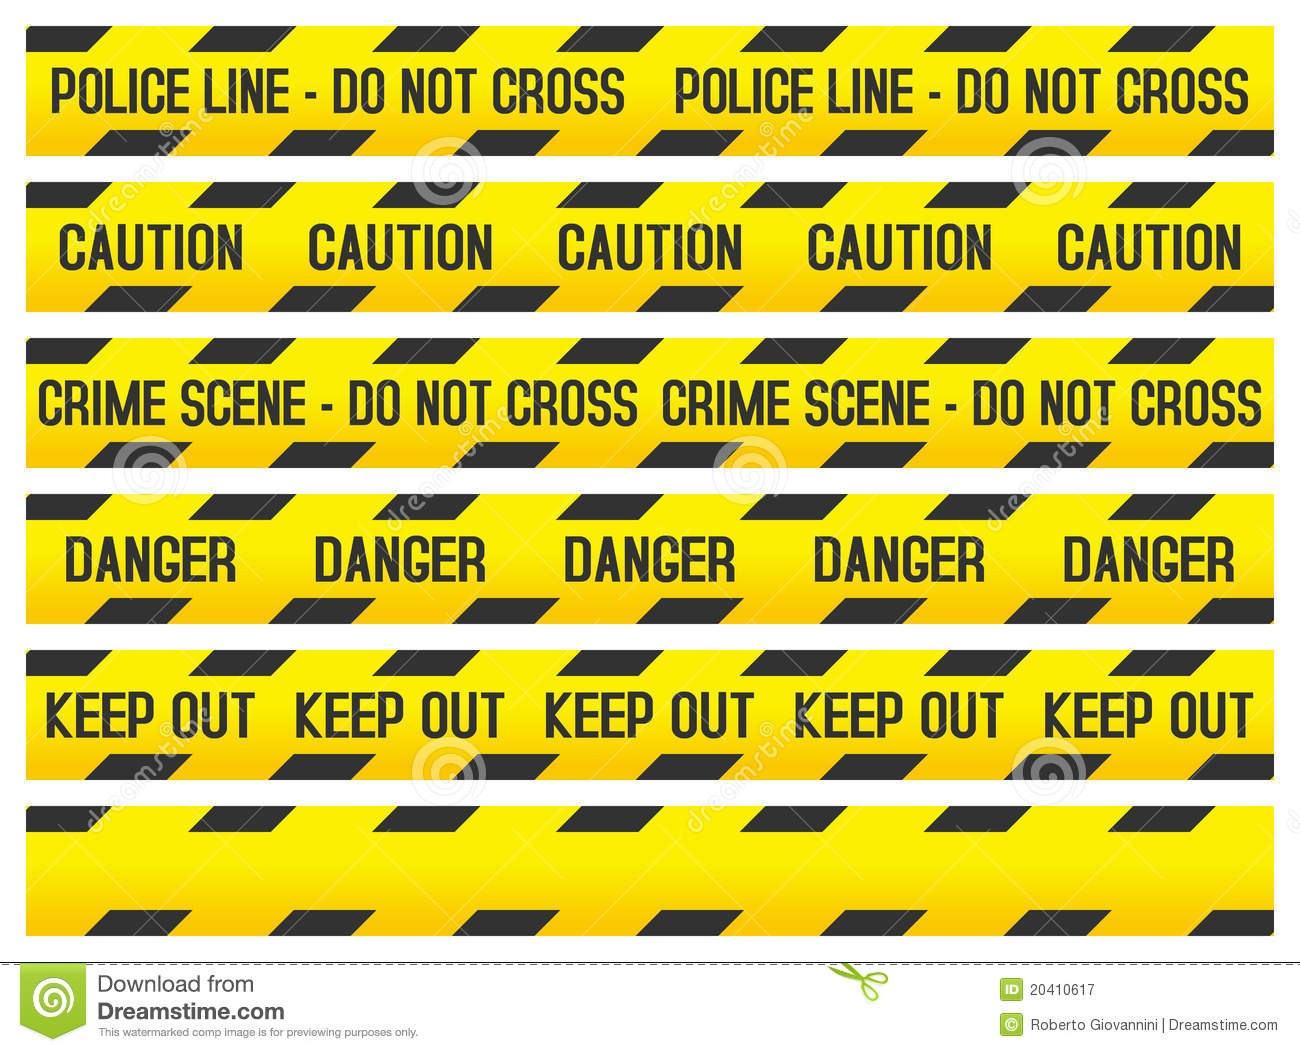 POLICE LINE - DO NOT CROSS POLICE LINE - DO NOT CROSS
CAUTION CAUTION CAUTION CAUTION CAUTION
CRIME SCENE - DO NOT CROSS CRIME SCENE - DO NOT CROSS
DANGER DANGER DANGER DANGER DANGER
KEEP OUT KEEP OUT KEEP OUT KEEP OUT KEEP OUT
Download from
Dreamstime.com
This watermarked comp image is for previewing purposes only.
ID 20410617
© Roberto Giovannini | Dreamstime.com